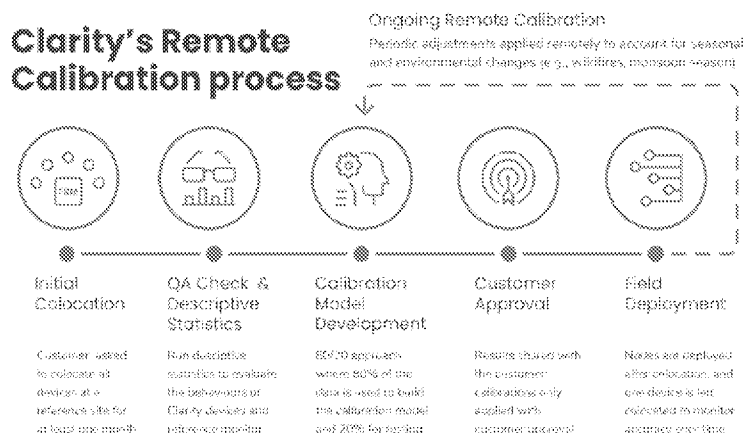 Clarity's Remote
Calibration process
Ongoing Remote Calibration
Periodic adjustments applied remotely to account for seasonal
and environmental changes (e.g., wildfires, monsoon season)
Initial
Colocation
QA Check &
Descriptive
Statistics
Calibration
Model
Development
Customer
Approval
Field
Deployment
Customer asked
to colocate all
devices at a
reference site for
at least one month
Run descriptive
statistics to evaluate
the behaviours of
Clarity devices and
reference monitor
80/20 approach
where 80% of the
data is used to build
the calibration model
and 20% for testing
Results shared with
the customer
calibrations only
applied with
customer approval
Nodes are deployed
after colocation, and
one device is left
colocated to monitor
accuracy over time